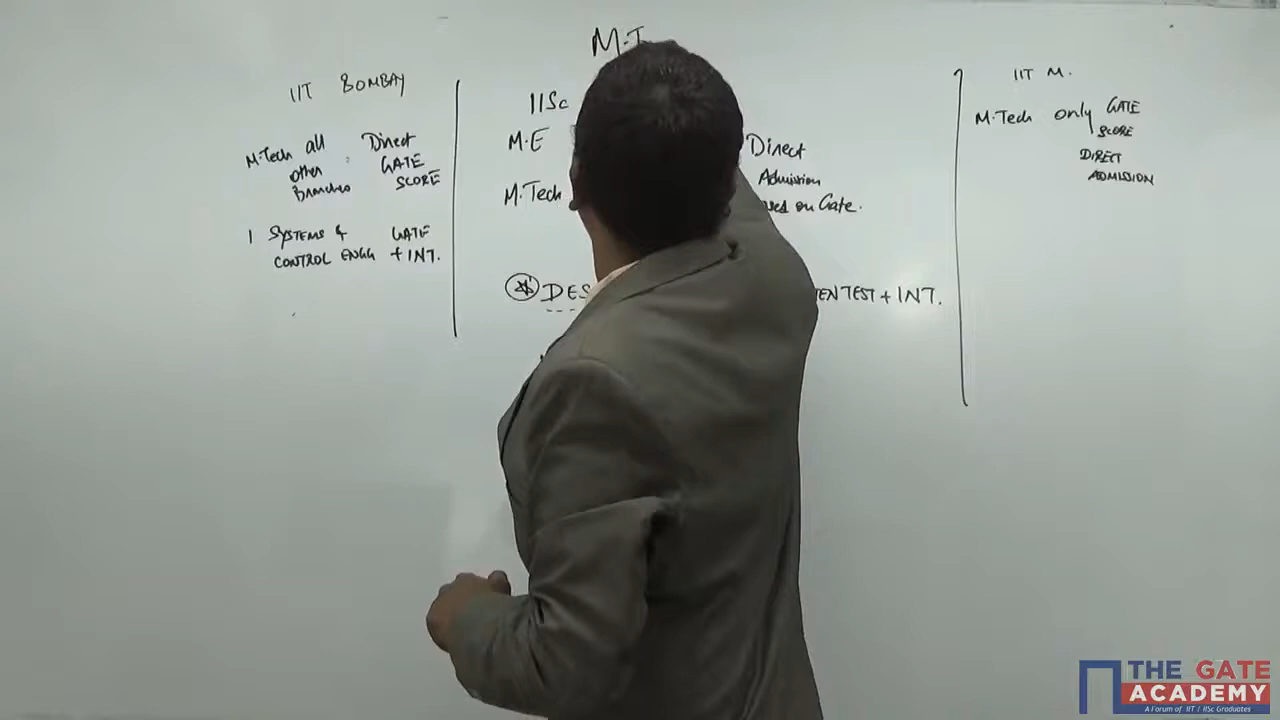 M.T
IIT BOMBAY
M.Tech all other Branches
Direct GATE SCORE
1 SYSTEMS & CONTROL ENGG
GATE + INT.
IISc
M.E
M.Tech
Direct
Admission
on Gate.
DES
TEST + INT.
IIT M.
M.Tech only GATE
SCORE
DIRECT
ADMISSION
THE GATE
ACADEMY
A Forum of IIT / IISc Graduates